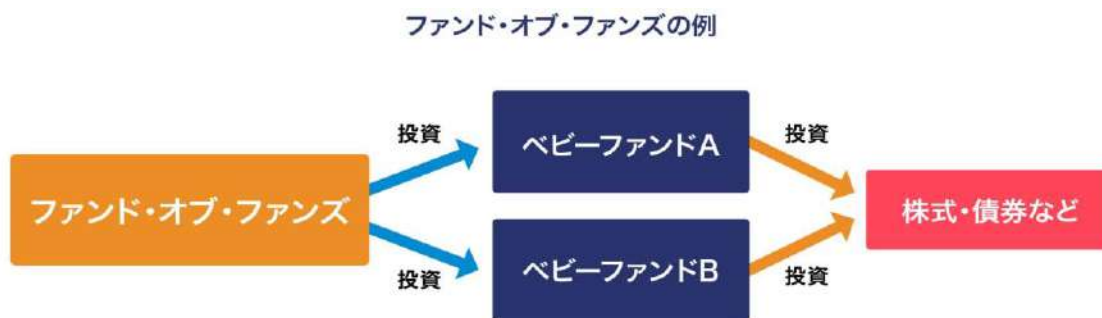 ファンド・オブ・ファンズの例
投資
ベビーファンドA
投資
ファンド・オブ・ファンズ
株式・債券など
投資
ベビーファンドB
投資